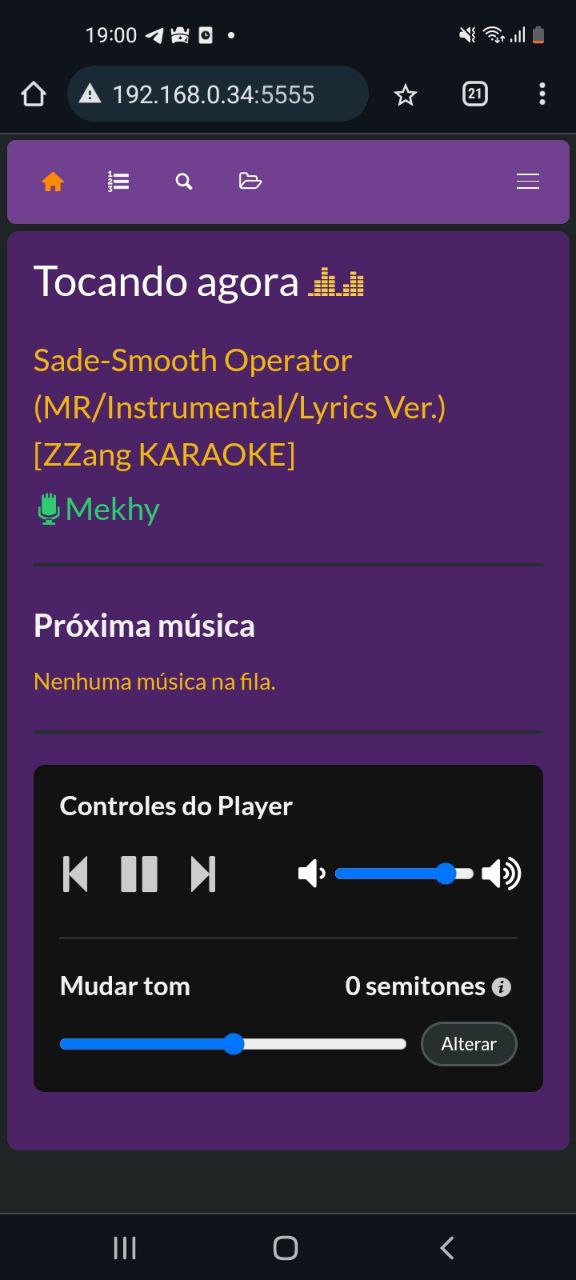 19:00
192.168.0.34:5555
21
Tocando agora
Sade-Smooth Operator
(MR/Instrumental/Lyrics Ver.)
[ZZang KARAOKE]
Mekhy
Próxima música
Nenhuma música na fila.
Controles do Player
Mudar tom 0 semitones
Alterar